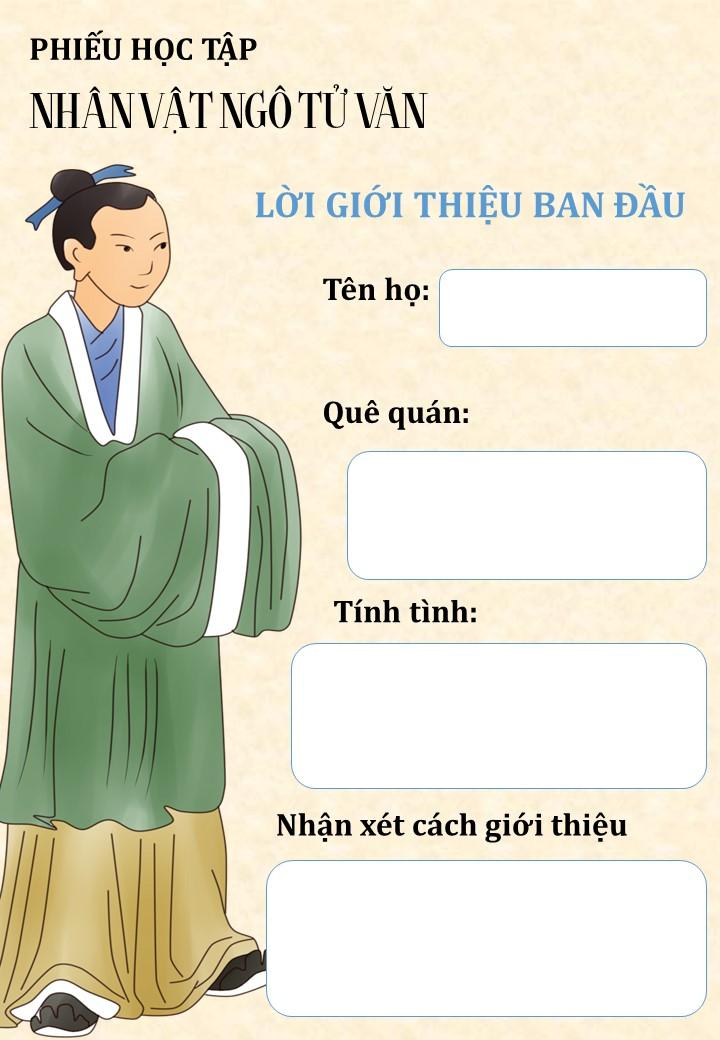 PHIẾU HỌC TẬP
NHÂN VẬT NGÔ TỬ VĂN
LỜI GIỚI THIỆU BAN ĐẦU
Tên họ:
Quê quán:
Tính tình:
Nhận xét cách giới thiệu